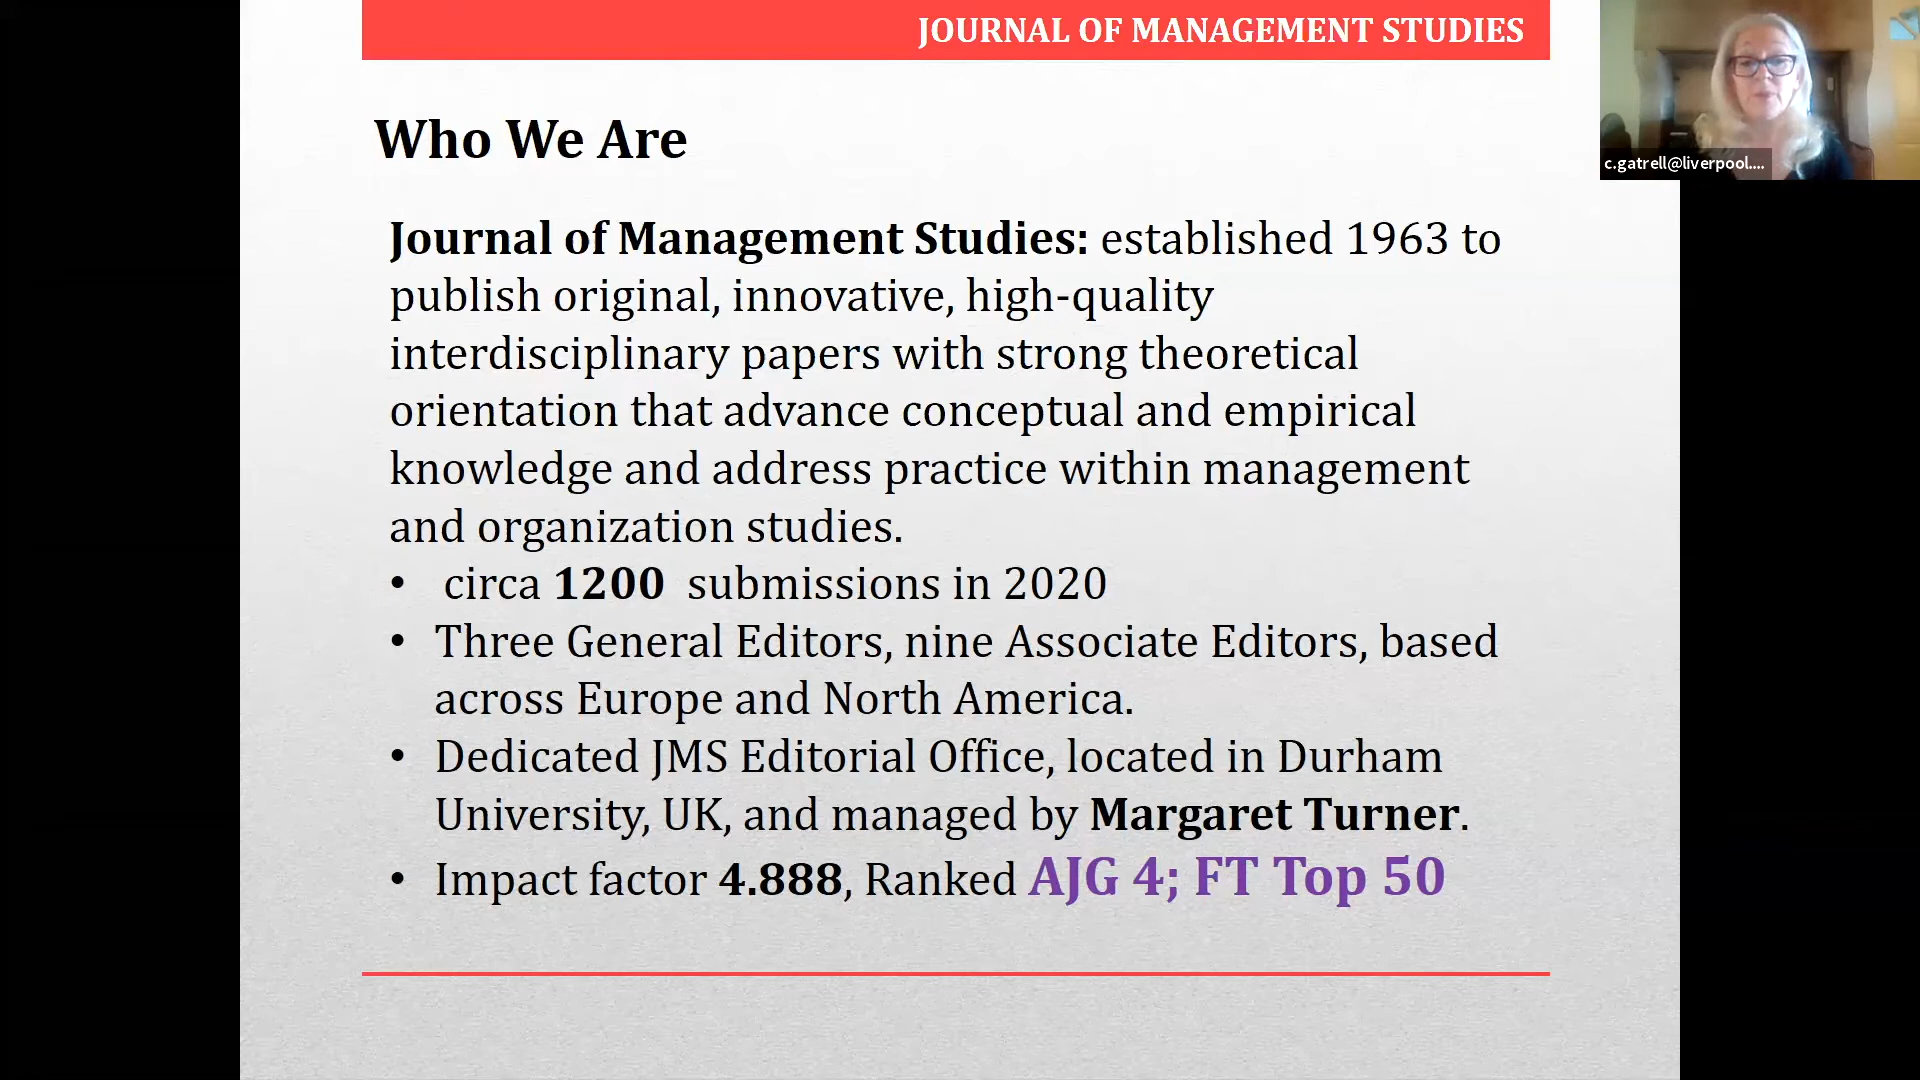 JOURNAL OF MANAGEMENT STUDIES
c.gatrell@liverpool....
Who We Are
Journal of Management Studies: established 1963 to
publish original, innovative, high-quality
interdisciplinary papers with strong theoretical
orientation that advance conceptual and empirical
knowledge and address practice within management
and organization studies.
• circa 1200 submissions in 2020
• Three General Editors, nine Associate Editors, based
across Europe and North America.
• Dedicated JMS Editorial Office, located in Durham
University, UK, and managed by Margaret Turner.
• Impact factor 4.888, Ranked AJG 4; FT Top 50